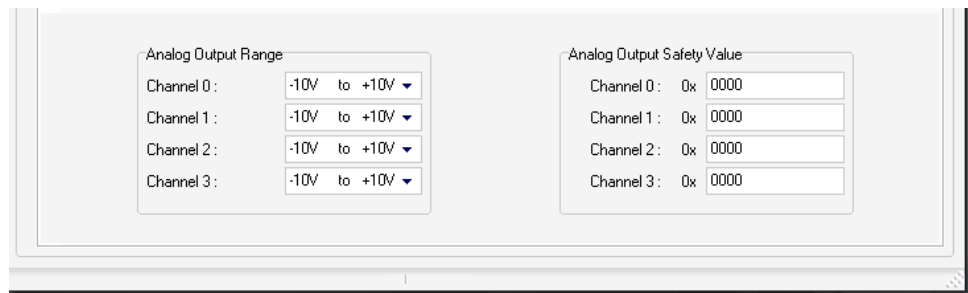 Analog Output Range
Channel 0 : -10V to +10V
Channel 1 : -10V to +10V
Channel 2 : -10V to +10V
Channel 3 : -10V to +10V
Analog Output Safety Value
Channel 0 : 0x 0000
Channel 1 : 0x 0000
Channel 2 : 0x 0000
Channel 3 : 0x 0000